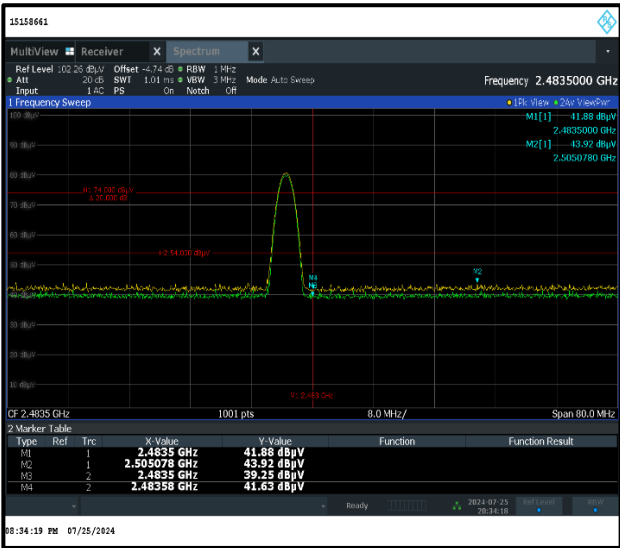 15158661
MultiView Receiver X Spectrum X
Ref Level 102.26 dBµV Offset -4.74 dB RBW 1 MHz
Att 20 dB SWT 1.01 ms VBW 3 MHz Mode Auto Sweep Frequency 2.4835000 GHz
Input 1 AC PS On Notch Off
1 Frequency Sweep 1Pk View 2Av ViewPwr
100 dBµV M1[1] 41.88 dBµV
2.4835000 GHz
90 dBµV M2[1] 43.92 dBµV
2.5050780 GHz
80 dBµV
H1 74.000 dBµV
70 dBµV
60 dBµV
H2 54.000 dBµV
50 dBµV
M2
M4
30 dBµV
20 dBµV
10 dBµV
CF 2.4835 GHz 1001 pts 8.0 MHz/ Span 80.0 MHz
2 Marker Table
Type Ref Trc X-Value Y-Value Function Function Result
M1 1 2.4835 GHz 41.88 dBµV
M2 1 2.505078 GHz 43.92 dBµV
M3 2 2.4835 GHz 39.25 dBµV
M4 2 2.48358 GHz 41.63 dBµV
Ready 2024-07-25 Ref Level RBW
20:34:18
08:34:19 PM 07/25/2024